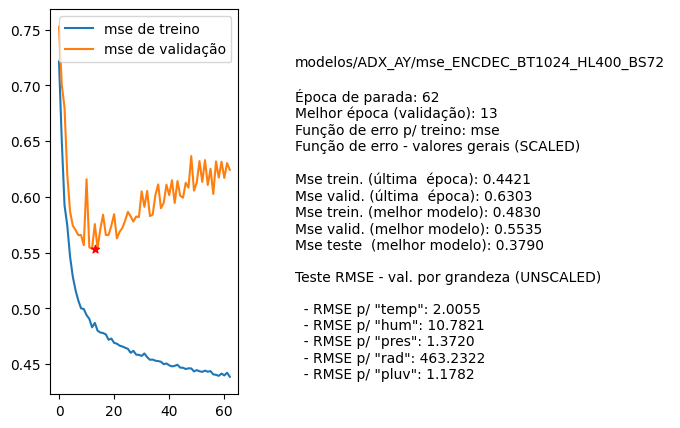 mse de treino
mse de validação
0.75
0.70
0.65
0.60
0.55
0.50
0.45
0
20
40
60
modelos/ADX_AY/mse_ENCDEC_BT1024_HL400_BS72
Época de parada: 62
Melhor época (validação): 13
Função de erro p/ treino: mse
Função de erro - valores gerais (SCALED)
Mse trein. (última  época): 0.4421
Mse valid. (última  época): 0.6303
Mse trein. (melhor modelo): 0.4830
Mse valid. (melhor modelo): 0.5535
Mse teste  (melhor modelo): 0.3790
Teste RMSE - val. por grandeza (UNSCALED)
- RMSE p/ "temp": 2.0055
- RMSE p/ "hum": 10.7821
- RMSE p/ "pres": 1.3720
- RMSE p/ "rad": 463.2322
- RMSE p/ "pluv": 1.1782